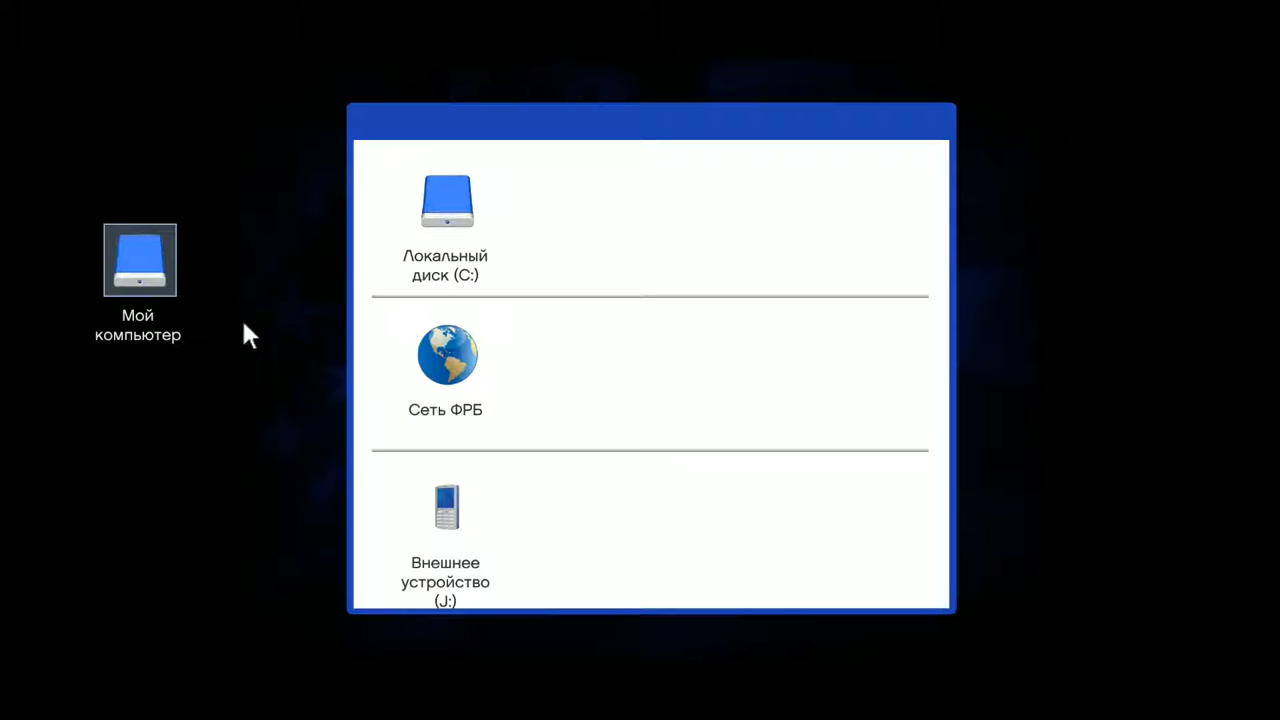 Локальный
диск (C:)
Мой
компьютер
Сеть ФРБ
Внешнее
устройство
(J:)